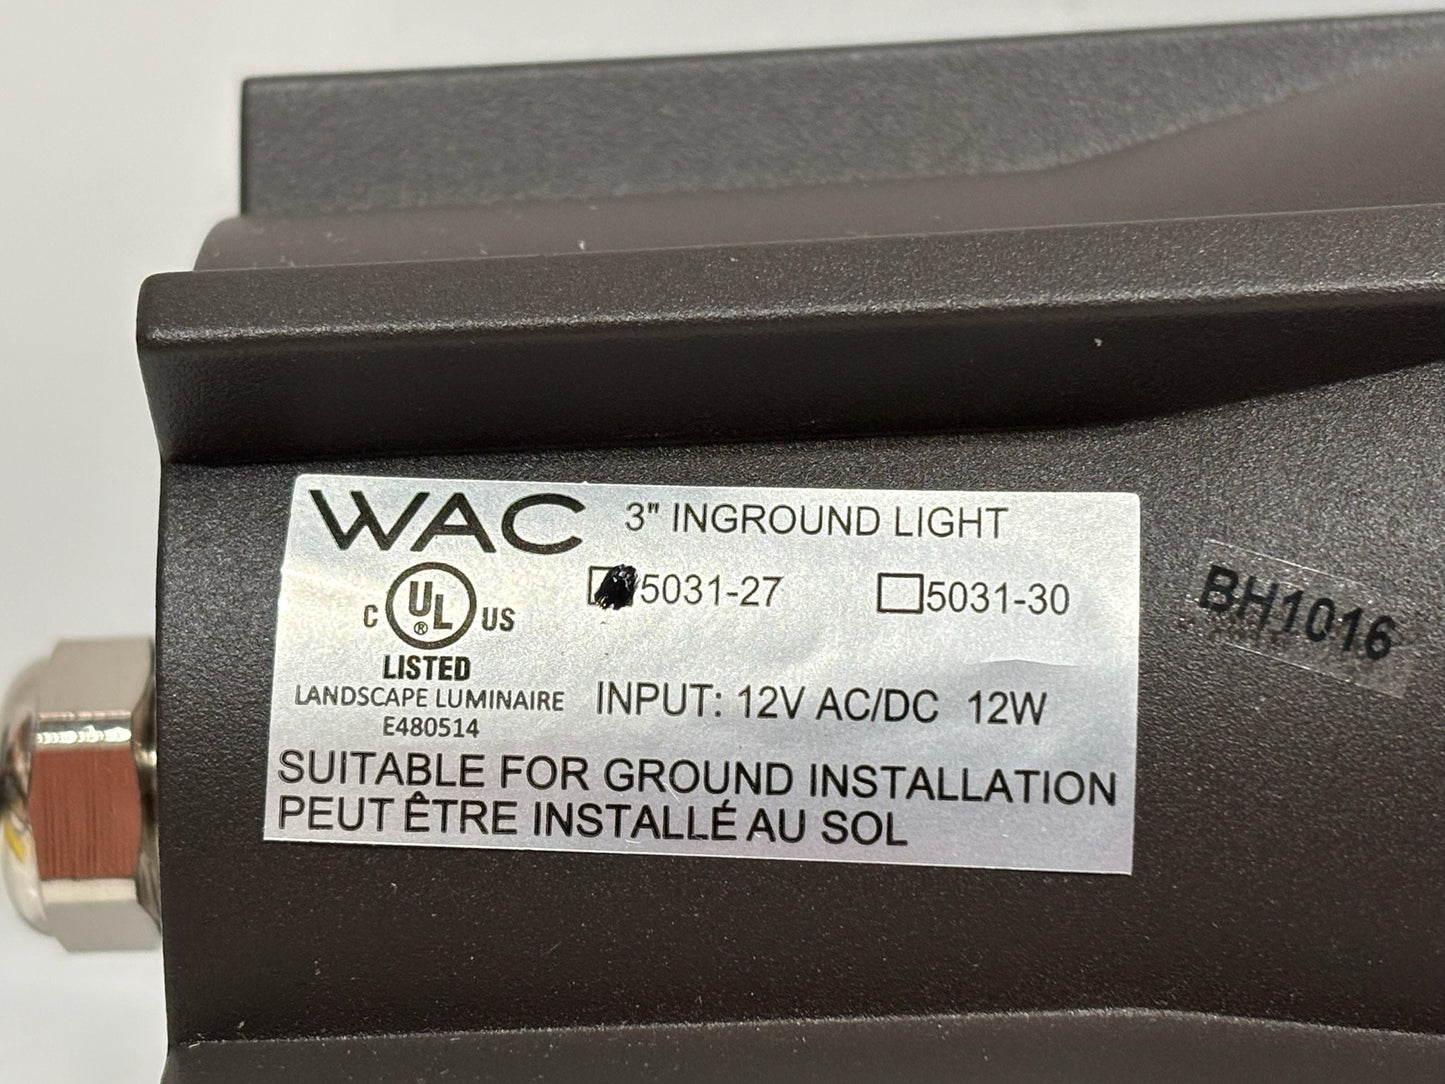 WAC 3" INGROUND LIGHT
5031-27 5031-30
C UL ® US
LISTED
LANDSCAPE LUMINAIRE
E480514
INPUT: 12V AC/DC 12W
SUITABLE FOR GROUND INSTALLATION
PEUT ÊTRE INSTALLÉ AU SOL
BH1016